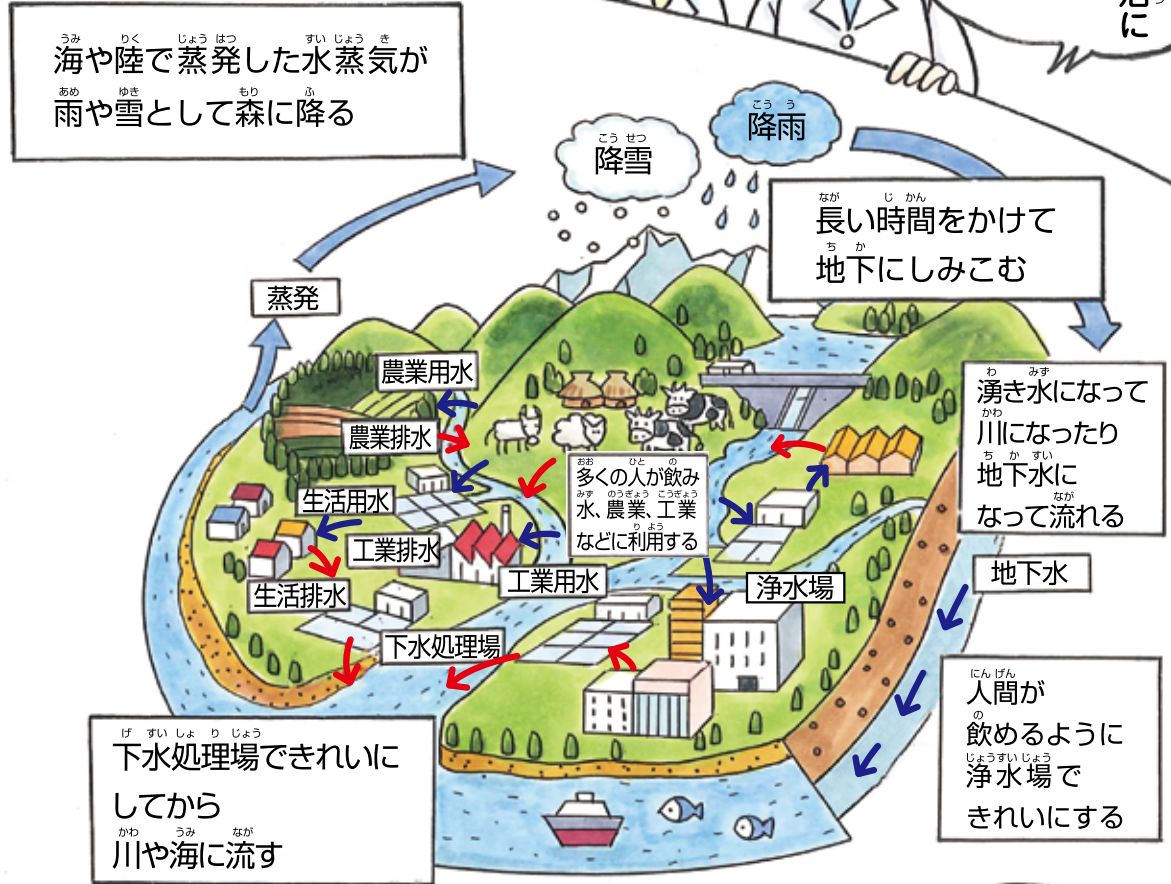 に
海や陸で蒸発した水蒸気が
雨や雪として森に降る
降雪
降雨
長い時間をかけて
地下にしみこむ
蒸発
湧き水になって
川になったり
地下水に
なって流れる
農業用水
農業排水
多くの人が飲み
水、農業、工業
などに利用する
生活用水
工業排水
工業用水
生活排水
浄水場
地下水
下水処理場
人間が
飲めるように
浄水場で
きれいにする
下水処理場できれいに
してから
川や海に流す